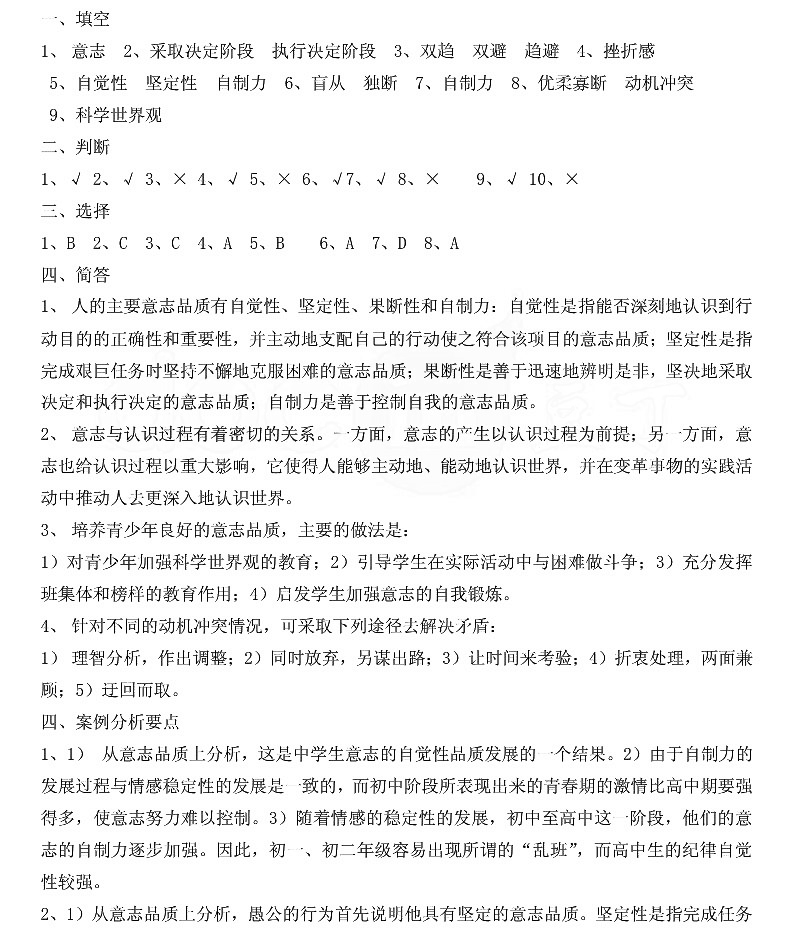 一、填空
1、 意志  2、采取决定阶段  执行决定阶段  3、双趋  双避  趋避  4、挫折感
5、自觉性  坚定性  自制力  6、盲从  独断  7、自制力  8、优柔寡断  动机冲突
9、科学世界观
二、判断
1、√ 2、√ 3、× 4、√ 5、× 6、√7、√ 8、×    9、√ 10、×
三、选择
1、B  2、C  3、C  4、A  5、B    6、A  7、D  8、A
四、简答
1、 人的主要意志品质有自觉性、坚定性、果断性和自制力：自觉性是指能否深刻地认识到行
动目的的正确性和重要性，并主动地支配自己的行动使之符合该项目的意志品质；坚定性是指
完成艰巨任务时坚持不懈地克服困难的意志品质；果断性是善于迅速地辨明是非，坚决地采取
决定和执行决定的意志品质；自制力是善于控制自我的意志品质。
2、 意志与认识过程有着密切的关系。一方面，意志的产生以认识过程为前提；另一方面，意
志也给认识过程以重大影响，它使得人能够主动地、能动地认识世界，并在变革事物的实践活
动中推动人去更深入地认识世界。
3、 培养青少年良好的意志品质，主要的做法是：
1）对青少年加强科学世界观的教育；2）引导学生在实际活动中与困难做斗争；3）充分发挥
班集体和榜样的教育作用；4）启发学生加强意志的自我锻炼。
4、 针对不同的动机冲突情况，可采取下列途径去解决矛盾：
1） 理智分析，作出调整；2）同时放弃，另谋出路；3）让时间来考验；4）折衷处理，两面兼
顾；5）迂回而取。
四、案例分析要点
1、1） 从意志品质上分析，这是中学生意志的自觉性品质发展的一个结果。2）由于自制力的
发展过程与情感稳定性的发展是一致的，而初中阶段所表现出来的青春期的激情比高中期要强
得多，使意志努力难以控制。3）随着情感的稳定性的发展，初中至高中这一阶段，他们的意
志的自制力逐步加强。因此，初一、初二年级容易出现所谓的“乱班”，而高中生的纪律自觉
性较强。
2、1）从意志品质上分析，愚公的行为首先说明他具有坚定的意志品质。坚定性是指完成任务